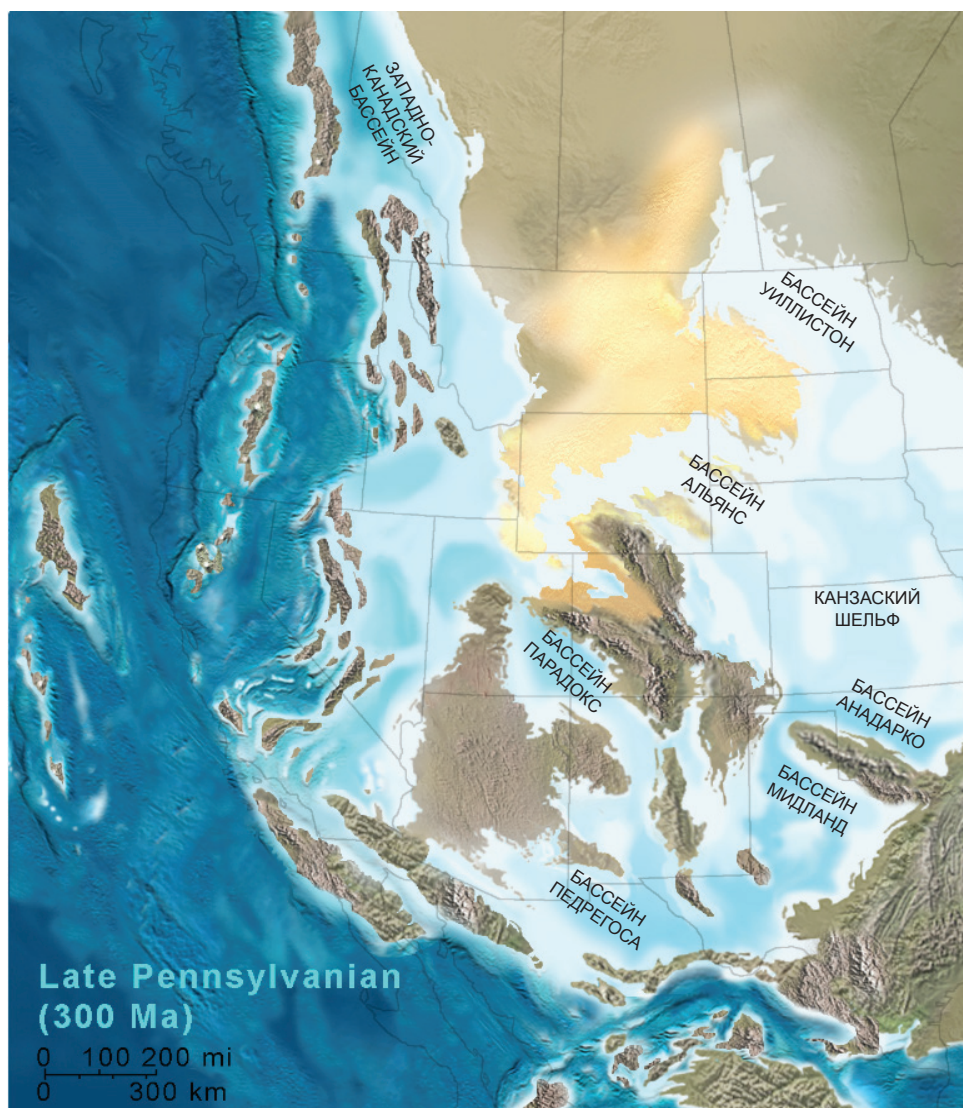 ЗАПАДНО-
КАНАДСКИЙ
БАССЕЙН
БАССЕЙН
УИЛЛИСТОН
БАССЕЙН
АЛЬЯНС
КАНЗАСКИЙ
ШЕЛЬФ
БАССЕЙН
ПАРАДОКС
БАССЕЙН
АНАДАРКО
БАССЕЙН
МИДЛАНД
БАССЕЙН
ПЕДРЕГОСА
Late Pennsylvanian
(300 Ma)
0 100 200 mi
0 300 km